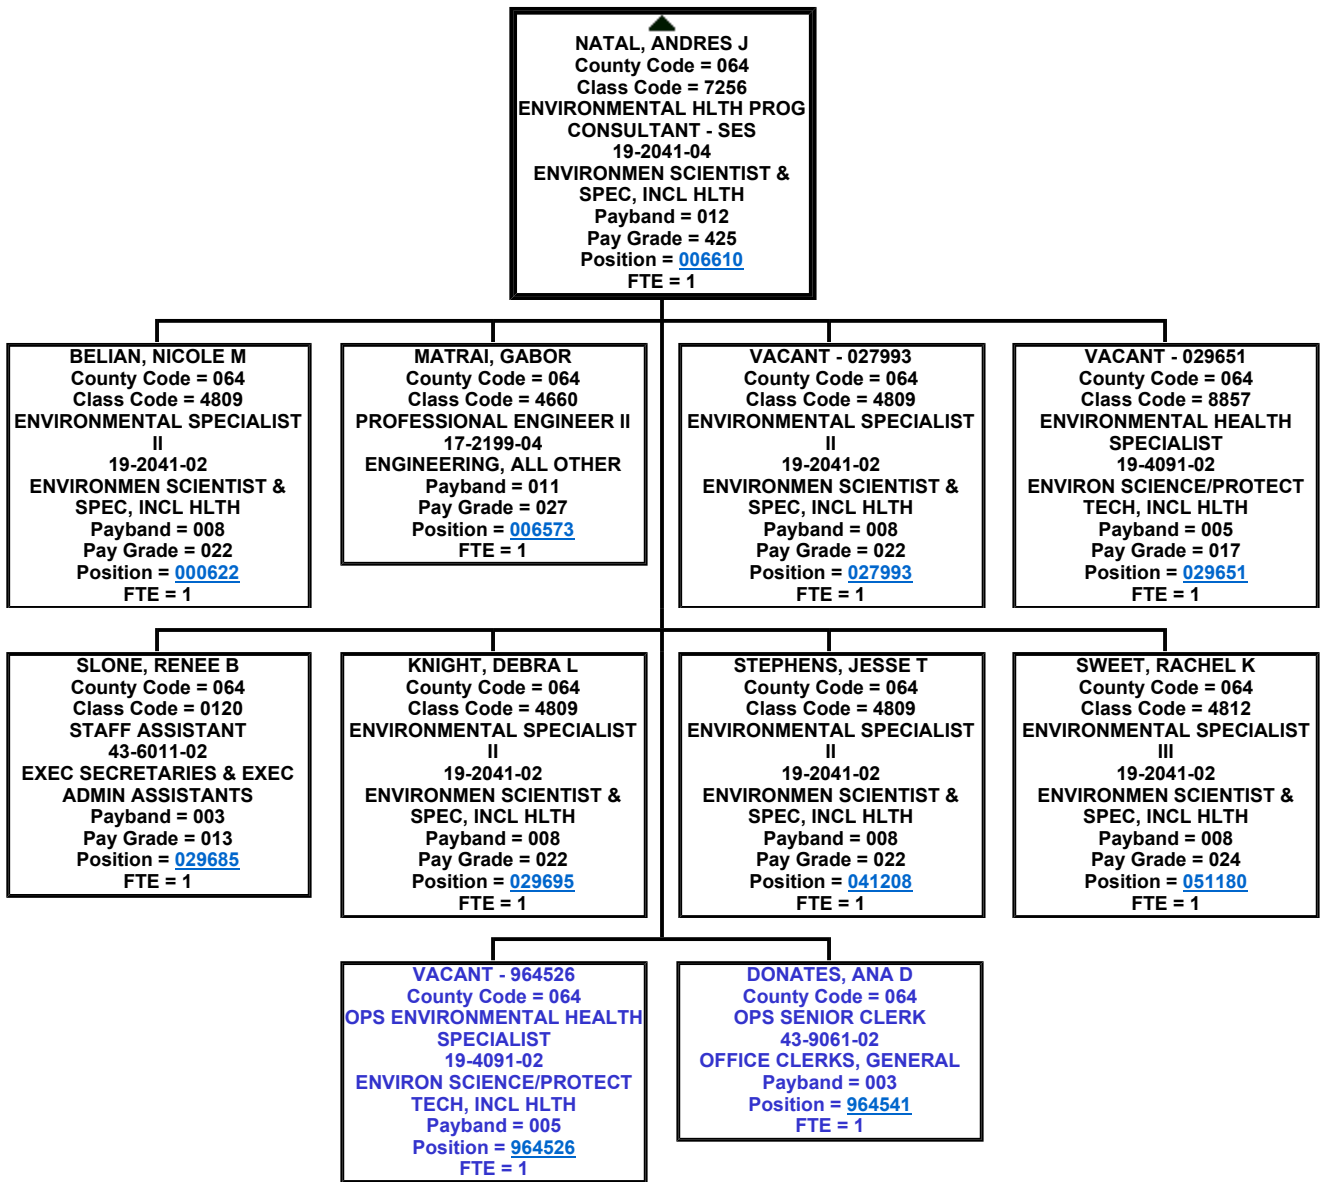 NATAL, ANDRES J
County Code = 064
Class Code = 7256
ENVIRONMENTAL HLTH PROG
CONSULTANT - SES
19-2041-04
ENVIRONMEN SCIENTIST &
SPEC, INCL HLTH
Payband = 012
Pay Grade = 425
Position = 006610
FTE = 1
BELIAN, NICOLE M
County Code = 064
Class Code = 4809
ENVIRONMENTAL SPECIALIST
II
19-2041-02
ENVIRONMEN SCIENTIST &
SPEC, INCL HLTH
Payband = 008
Pay Grade = 022
Position = 000622
FTE = 1
MATRAI, GABOR
County Code = 064
Class Code = 4660
PROFESSIONAL ENGINEER II
17-2199-04
ENGINEERING, ALL OTHER
Payband = 011
Pay Grade = 027
Position = 006573
FTE = 1
VACANT - 027993
County Code = 064
Class Code = 4809
ENVIRONMENTAL SPECIALIST
II
19-2041-02
ENVIRONMEN SCIENTIST &
SPEC, INCL HLTH
Payband = 008
Pay Grade = 022
Position = 027993
FTE = 1
VACANT - 029651
County Code = 064
Class Code = 8857
ENVIRONMENTAL HEALTH
SPECIALIST
19-4091-02
ENVIRON SCIENCE/PROTECT
TECH, INCL HLTH
Payband = 005
Pay Grade = 017
Position = 029651
FTE = 1
SLONE, RENEE B
County Code = 064
Class Code = 0120
STAFF ASSISTANT
43-6011-02
EXEC SECRETARIES & EXEC
ADMIN ASSISTANTS
Payband = 003
Pay Grade = 013
Position = 029685
FTE = 1
KNIGHT, DEBRA L
County Code = 064
Class Code = 4809
ENVIRONMENTAL SPECIALIST
II
19-2041-02
ENVIRONMEN SCIENTIST &
SPEC, INCL HLTH
Payband = 008
Pay Grade = 022
Position = 029695
FTE = 1
STEPHENS, JESSE T
County Code = 064
Class Code = 4809
ENVIRONMENTAL SPECIALIST
II
19-2041-02
ENVIRONMEN SCIENTIST &
SPEC, INCL HLTH
Payband = 008
Pay Grade = 022
Position = 041208
FTE = 1
SWEET, RACHEL K
County Code = 064
Class Code = 4812
ENVIRONMENTAL SPECIALIST
III
19-2041-02
ENVIRONMEN SCIENTIST &
SPEC, INCL HLTH
Payband = 008
Pay Grade = 024
Position = 051180
FTE = 1
VACANT - 964526
County Code = 064
OPS ENVIRONMENTAL HEALTH
SPECIALIST
19-4091-02
ENVIRON SCIENCE/PROTECT
TECH, INCL HLTH
Payband = 005
Position = 964526
FTE = 1
DONATES, ANA D
County Code = 064
OPS SENIOR CLERK
43-9061-02
OFFICE CLERKS, GENERAL
Payband = 003
Position = 964541
FTE = 1